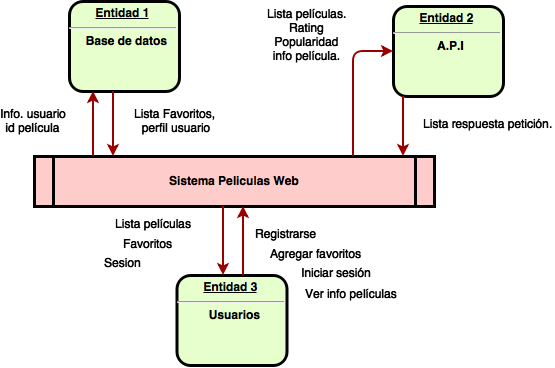 Entidad 1
Base de datos
Lista películas.
Rating
Popularidad
info película.
Entidad 2
A.P.I
Info. usuario
id película
Lista Favoritos,
perfil usuario
Lista respuesta petición.
Sistema Peliculas Web
Lista películas
Favoritos
Sesion
Registrarse
Agregar favoritos
Iniciar sesión
Ver info películas
Entidad 3
Usuarios